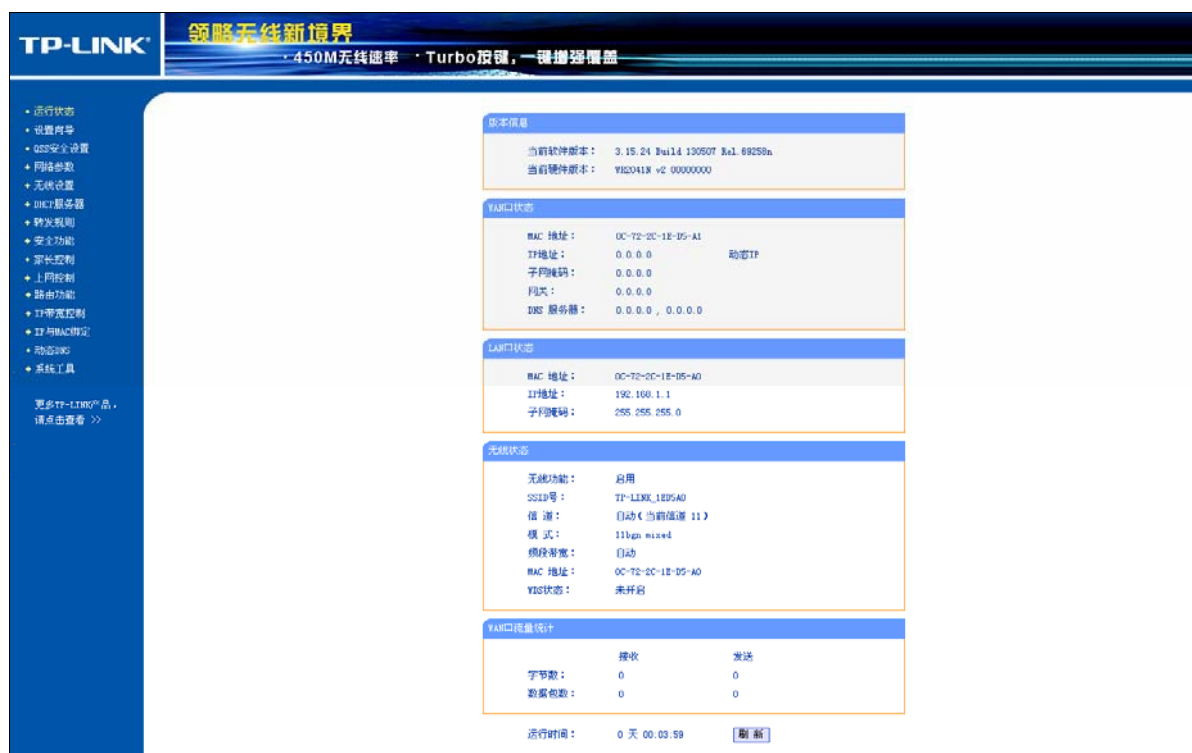 TP-LINK
领略无线新境界
·450M无线速率 ·Turbo按键,一键增强覆盖
• 运行状态
• 设置向导
• QSS安全设置
+ 网络参数
+ 无线设置
+ DHCP服务器
+ 转发规则
+ 安全功能
+ 家长控制
+ 上网控制
+ 路由功能
+ IP带宽控制
+ IP与MAC绑定
• 动态DNS
+ 系统工具
更多TP-LINK产品,
请点击查看 >>
版本信息
当前软件版本: 3.15.24 Build 130507 Rel.69258n
当前硬件版本: WR2041N v2 00000000
WAN口状态
MAC 地址: 0C-72-2C-1E-D5-A1
IP地址: 0.0.0.0 动态IP
子网掩码: 0.0.0.0
网关: 0.0.0.0
DNS 服务器: 0.0.0.0 , 0.0.0.0
LAN口状态
MAC 地址: 0C-72-2C-1E-D5-A0
IP地址: 192.168.1.1
子网掩码: 255.255.255.0
无线状态
无线功能: 启用
SSID号: TP-LINK_1ED5A0
信 道: 自动(当前信道 11)
模 式: 11bgn mixed
频段带宽: 自动
MAC 地址: 0C-72-2C-1E-D5-A0
WDS状态: 未开启
WAN口流量统计
接收 发送
字节数: 0 0
数据包数: 0 0
运行时间: 0 天 00:03:59 刷 新